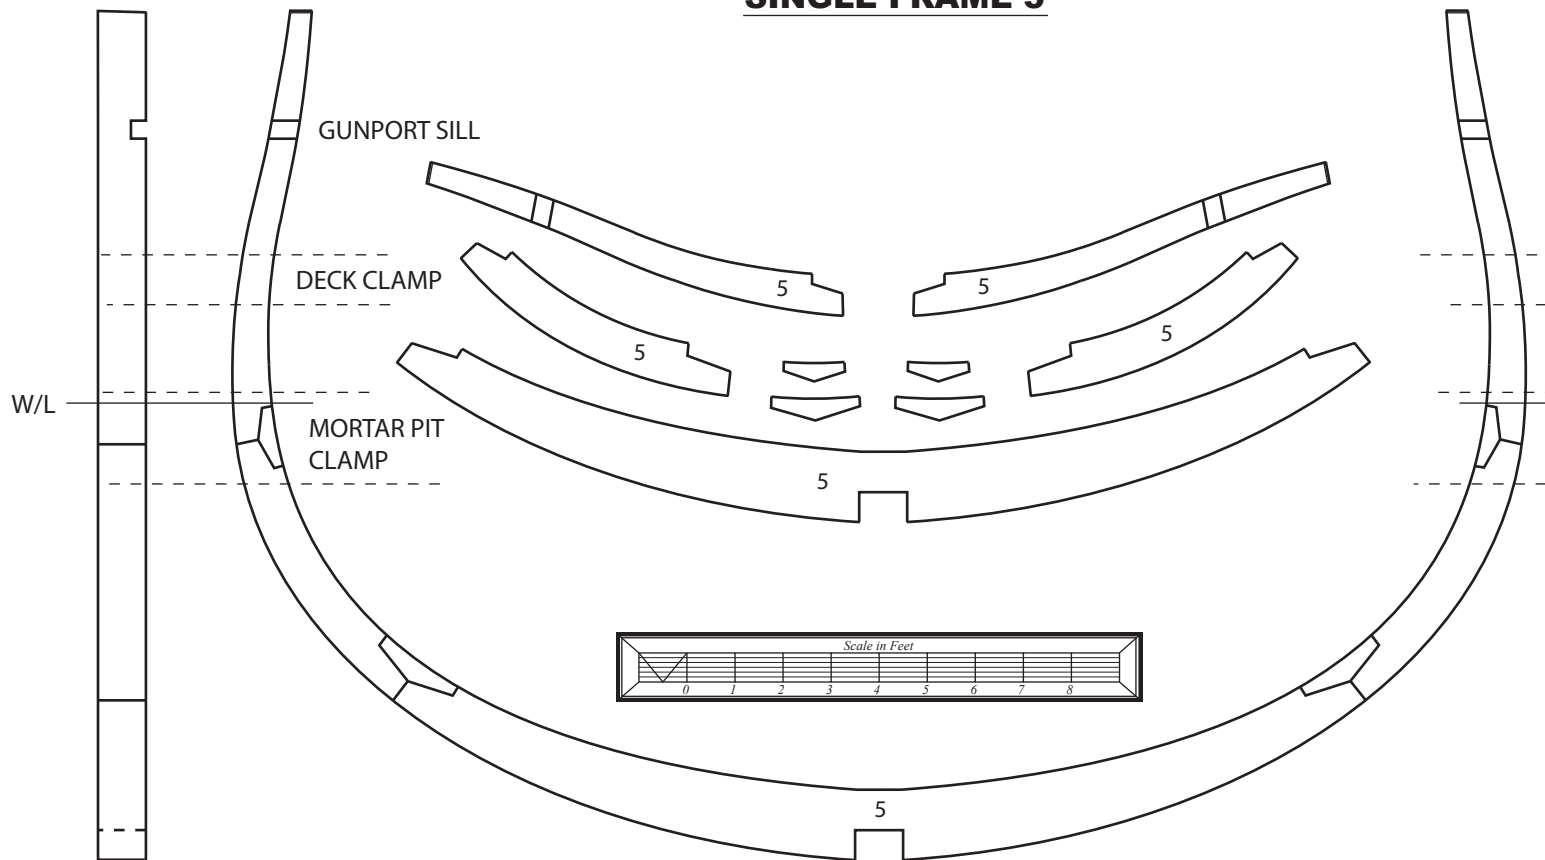 SINGLE FRAME 5
GUNPORT SILL
5
5
DECK CLAMP
5
5
W/L
MORTAR PIT
CLAMP
5
Scale in Feet
0 1 2 3 4 5 6 7 8
5